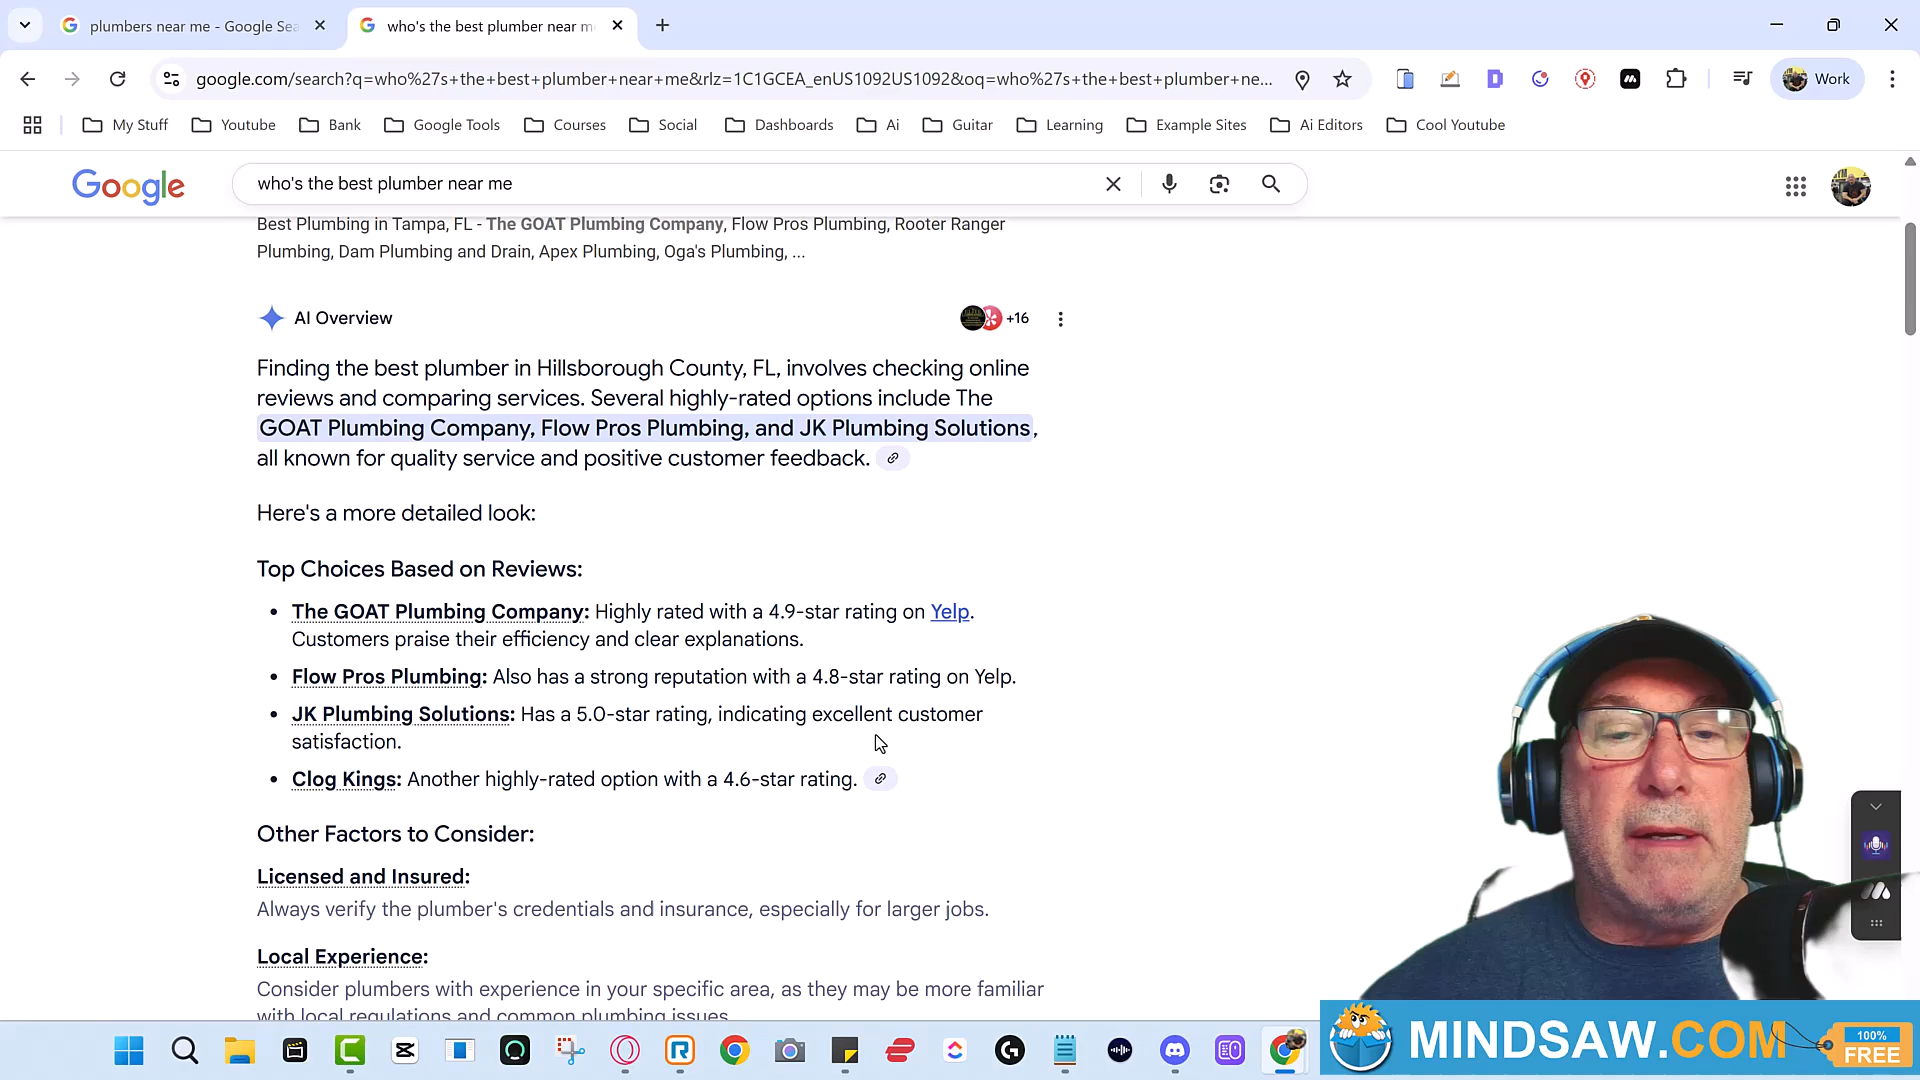 plumbers near me - Google Sea
who's the best plumber near m
google.com/search?q=who%27s+the+best+plumber+near+me&rlz=1C1GCEA_enUS1092US1092&oq=who%27s+the+best+plumber+ne...
Work
My Stuff
Youtube
Bank
Google Tools
Courses
Social
Dashboards
Ai
Guitar
Learning
Example Sites
Ai Editors
Cool Youtube
Google
who's the best plumber near me
Best Plumbing in Tampa, FL - The GOAT Plumbing Company, Flow Pros Plumbing, Rooter Ranger
Plumbing, Dam Plumbing and Drain, Apex Plumbing, Oga's Plumbing, ...
AI Overview
+16
Finding the best plumber in Hillsborough County, FL, involves checking online
reviews and comparing services. Several highly-rated options include The
GOAT Plumbing Company, Flow Pros Plumbing, and JK Plumbing Solutions,
all known for quality service and positive customer feedback.
Here's a more detailed look:
Top Choices Based on Reviews:
• The GOAT Plumbing Company: Highly rated with a 4.9-star rating on Yelp.
Customers praise their efficiency and clear explanations.
• Flow Pros Plumbing: Also has a strong reputation with a 4.8-star rating on Yelp.
• JK Plumbing Solutions: Has a 5.0-star rating, indicating excellent customer
satisfaction.
• Clog Kings: Another highly-rated option with a 4.6-star rating.
Other Factors to Consider:
Licensed and Insured:
Always verify the plumber's credentials and insurance, especially for larger jobs.
Local Experience:
Consider plumbers with experience in your specific area, as they may be more familiar
with local regulations and common plumbing issues.
MINDSAW.COM
100%
FREE